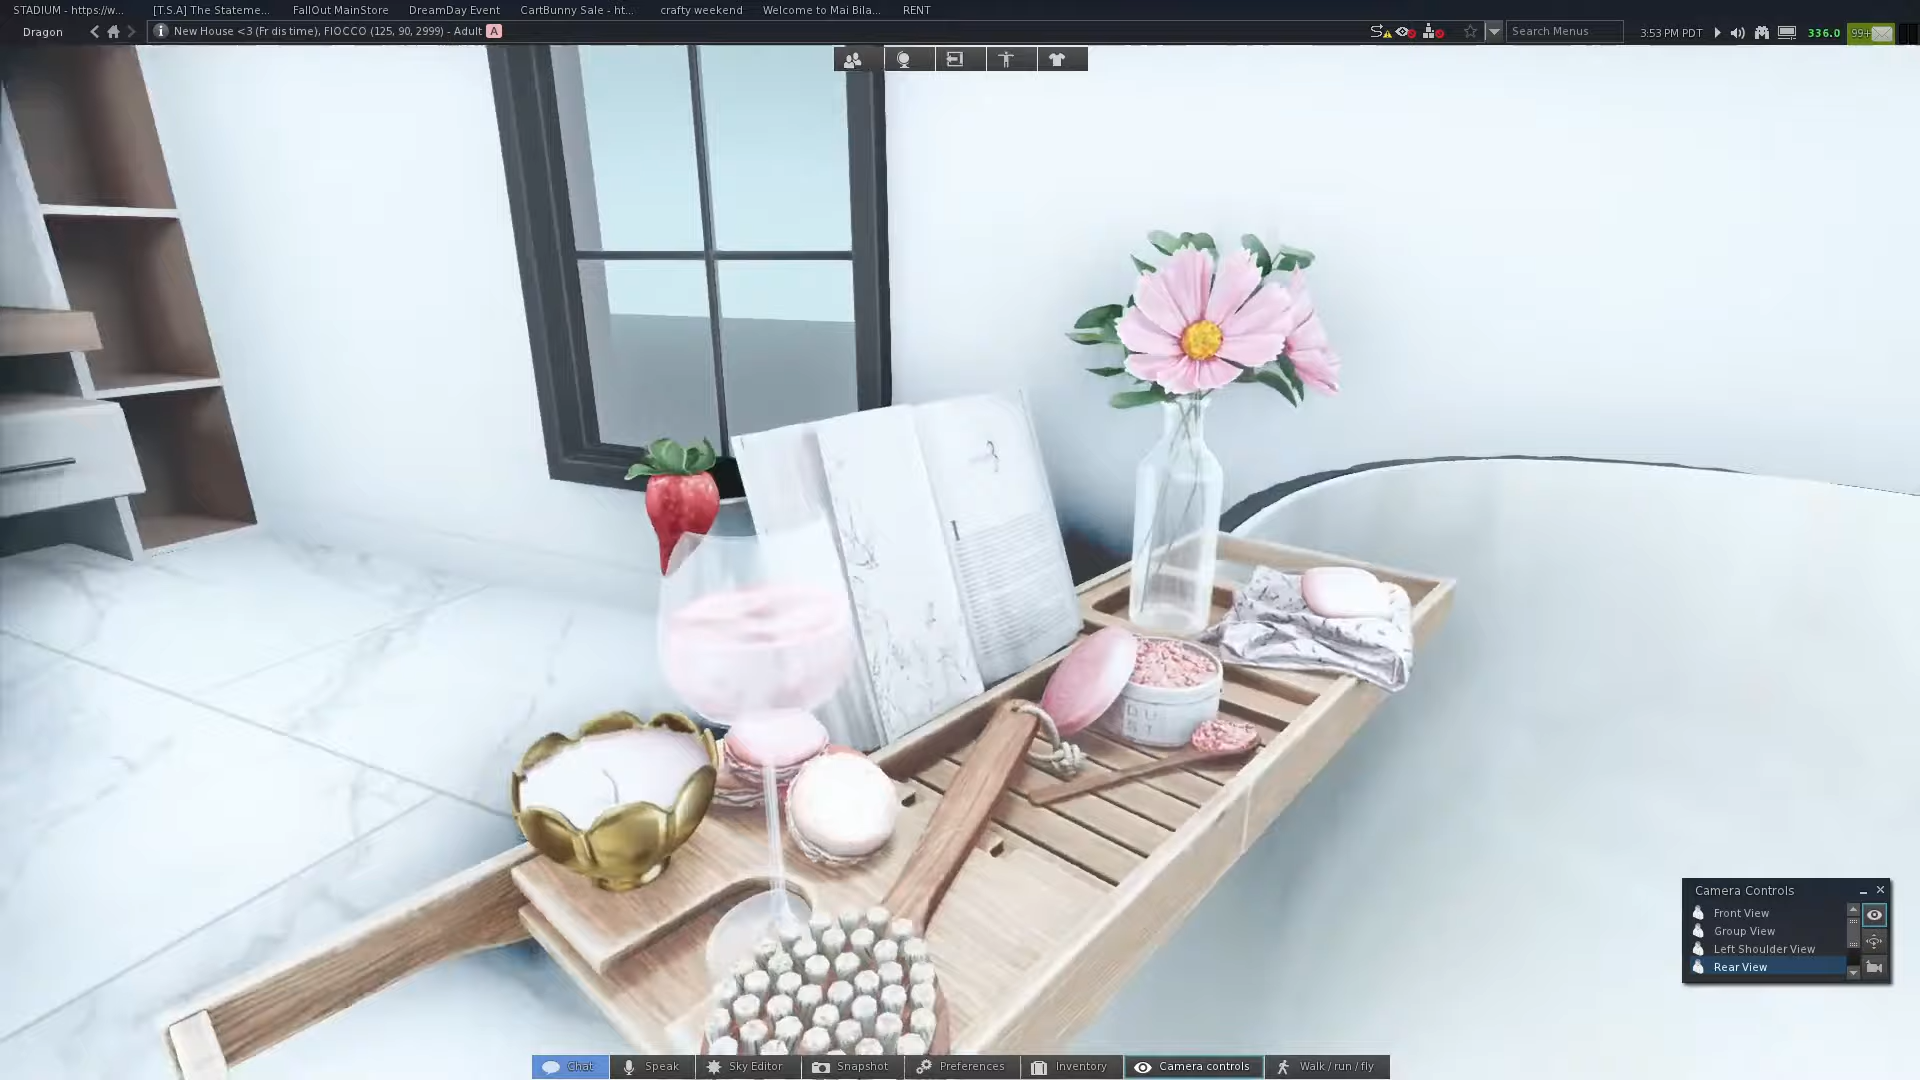 STADIUM - https://w...
[T.S.A] The Stateme...
FallOut MainStore
DreamDay Event
CartBunny Sale - ht...
crafty weekend
Welcome to Mai Bila...
RENT
Dragon
New House <3 (Fr dis time), FIOCCO (125, 90, 2999) - Adult A
Search Menus
3:53 PM PDT
336.0
99+
Camera Controls
Front View
Group View
Left Shoulder View
Rear View
Chat
Speak
Sky Editor
Snapshot
Preferences
Inventory
Camera controls
Walk / run / fly